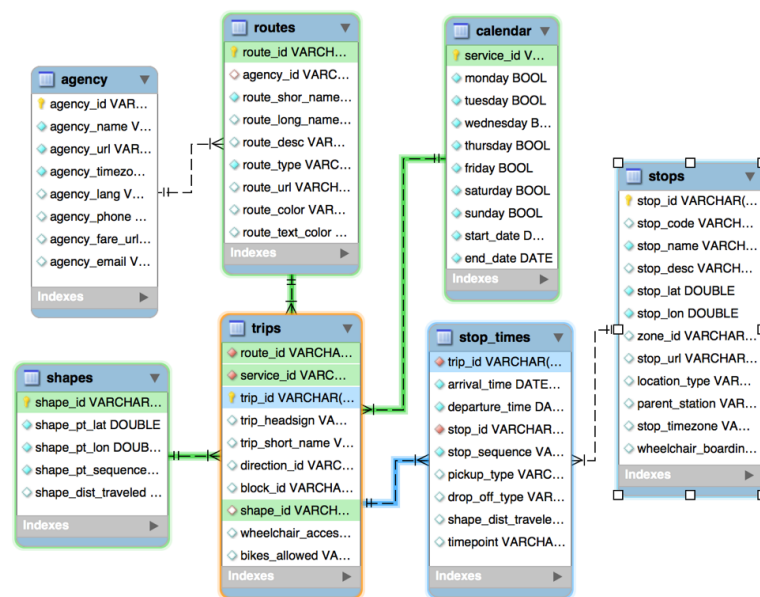 agency
agency_id VAR...
agency_name V...
agency_url VAR...
agency_timezo...
agency_lang V...
agency_phone ...
agency_fare_url...
agency_email V...
Indexes
routes
route_id VARCH...
agency_id VARC...
route_shor_name...
route_long_name...
route_desc VAR...
route_type VARC...
route_url VARCH...
route_color VAR...
route_text_color ...
Indexes
calendar
service_id V...
monday BOOL
tuesday BOOL
wednesday B...
thursday BOOL
friday BOOL
saturday BOOL
sunday BOOL
start_date D...
end_date DATE
Indexes
stops
stop_id VARCHAR(...
stop_code VARCH...
stop_name VARCH...
stop_desc VARCH...
stop_lat DOUBLE
stop_lon DOUBLE
zone_id VARCHAR...
stop_url VARCHAR...
location_type VAR...
parent_station VAR...
stop_timezone VA...
wheelchair_boardin...
Indexes
shapes
shape_id VARCHAR...
shape_pt_lat DOUBLE
shape_pt_lon DOUB...
shape_pt_sequence...
shape_dist_traveled ...
Indexes
trips
route_id VARCHA...
service_id VARC...
trip_id VARCHAR(...
trip_headsign VA...
trip_short_name V...
direction_id VARC...
block_id VARCHA...
shape_id VARCH...
wheelchair_acces...
bikes_allowed VA...
Indexes
stop_times
trip_id VARCHAR(...
arrival_time DATE...
departure_time DA...
stop_id VARCHAR...
stop_sequence VA...
pickup_type VARC...
drop_off_type VAR...
shape_dist_travele...
timepoint VARCHA...
Indexes